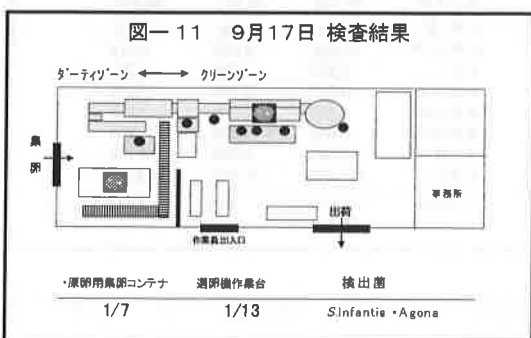 図ー11 9月17日 検査結果
ダーティゾーン ←→ クリーンゾーン
集卵
事務所
出荷
作業員出入口
・原卵用集卵コンテナ 選卵機作業台 検出菌
1/7 1/13 S.Infantis・Agona